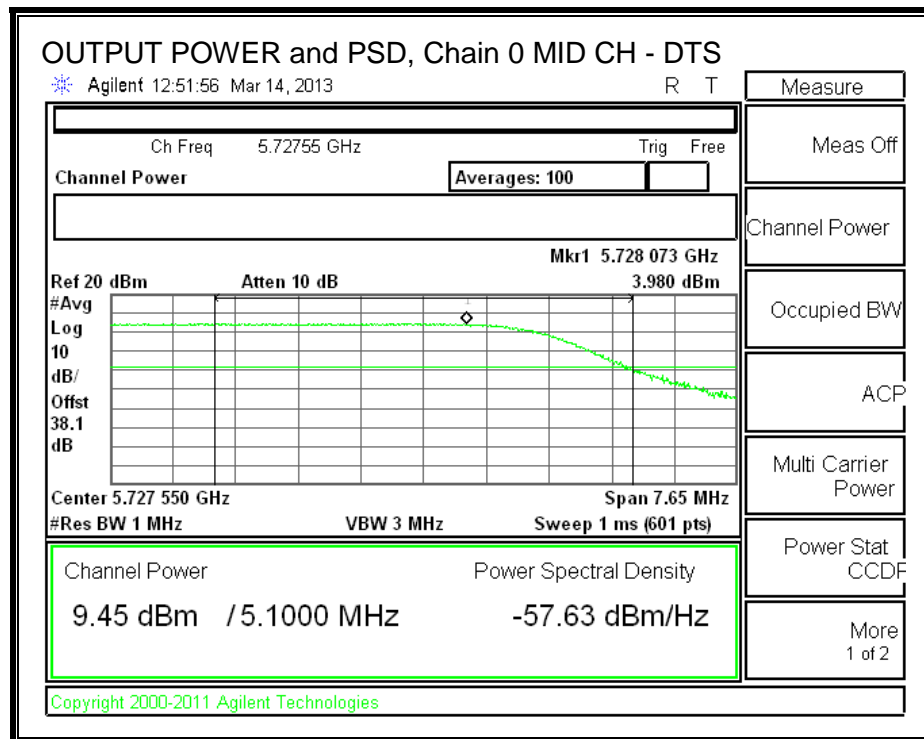 OUTPUT POWER and PSD, Chain 0 MID CH - DTS
Agilent 12:51:56 Mar 14, 2013 R T
Measure
Ch Freq 5.72755 GHz Trig Free
Meas Off
Channel Power Averages: 100
Channel Power
Mkr1 5.728 073 GHz
Ref 20 dBm Atten 10 dB 3.980 dBm
#Avg
Log
10
dB/
Offst
38.1
dB
1
Occupied BW
ACP
Center 5.727 550 GHz Span 7.65 MHz
#Res BW 1 MHz VBW 3 MHz Sweep 1 ms (601 pts)
Multi Carrier
Power
Channel Power Power Spectral Density
9.45 dBm / 5.1000 MHz -57.63 dBm/Hz
Power Stat
CCDF
More
1 of 2
Copyright 2000-2011 Agilent Technologies